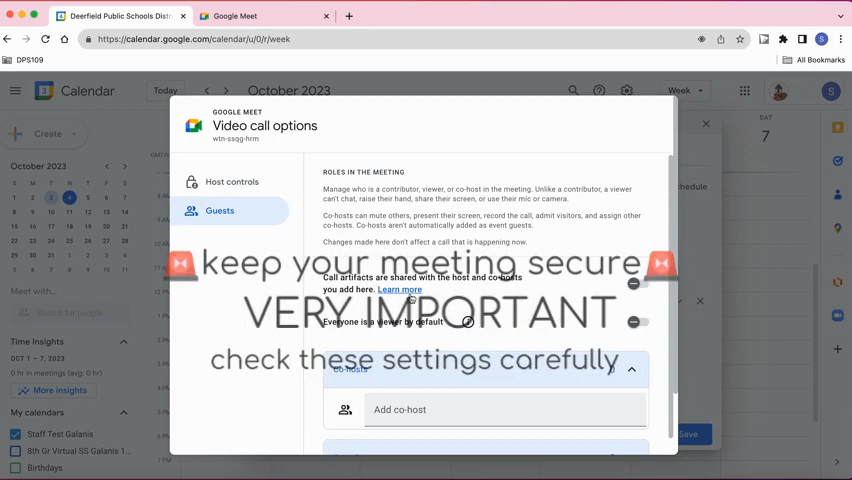 Deerfield Public Schools Distri
Google Meet
https://calendar.google.com/calendar/u/0/r/week
S
DPS109
All Bookmarks
Calendar
Today
October 2023
Week
S
Create
GOOGLE MEET
Video call options
wtn-ssqg-hrm
SAT
7
Host controls
Guests
October 2023
S M T W T F S
1 2 3 4 5 6 7
8 9 10 11 12 13 14
15 16 17 18 19 20 21
22 23 24 25 26 27 28
29 30 31 1 2 3 4
5 6 7 8 9 10 11
ROLES IN THE MEETING
Manage who is a contributor, viewer, or co-host in the meeting. Unlike a contributor, a viewer
can't chat, raise their hand, share their screen, or use their mic or camera.
Co-hosts can mute others, present their screen, record the call, admit visitors, and assign other
co-hosts. Co-hosts aren't automatically added as event guests.
Changes made here don't affect a call that is happening now.
schedule
🚨keep your meeting secure🚨
VERY IMPORTANT
check these settings carefully
Call artifacts are shared with the host and co-hosts
you add here. Learn more
Everyone is a viewer by default
Co-hosts
0
Add co-host
Save
Meet with...
Search for people
Time Insights
OCT 1 – 7, 2023
0 hr in meetings (avg: 0 hr)
More insights
My calendars
Staff Test Galanis
8th Gr Virtual SS Galanis 1...
Birthdays